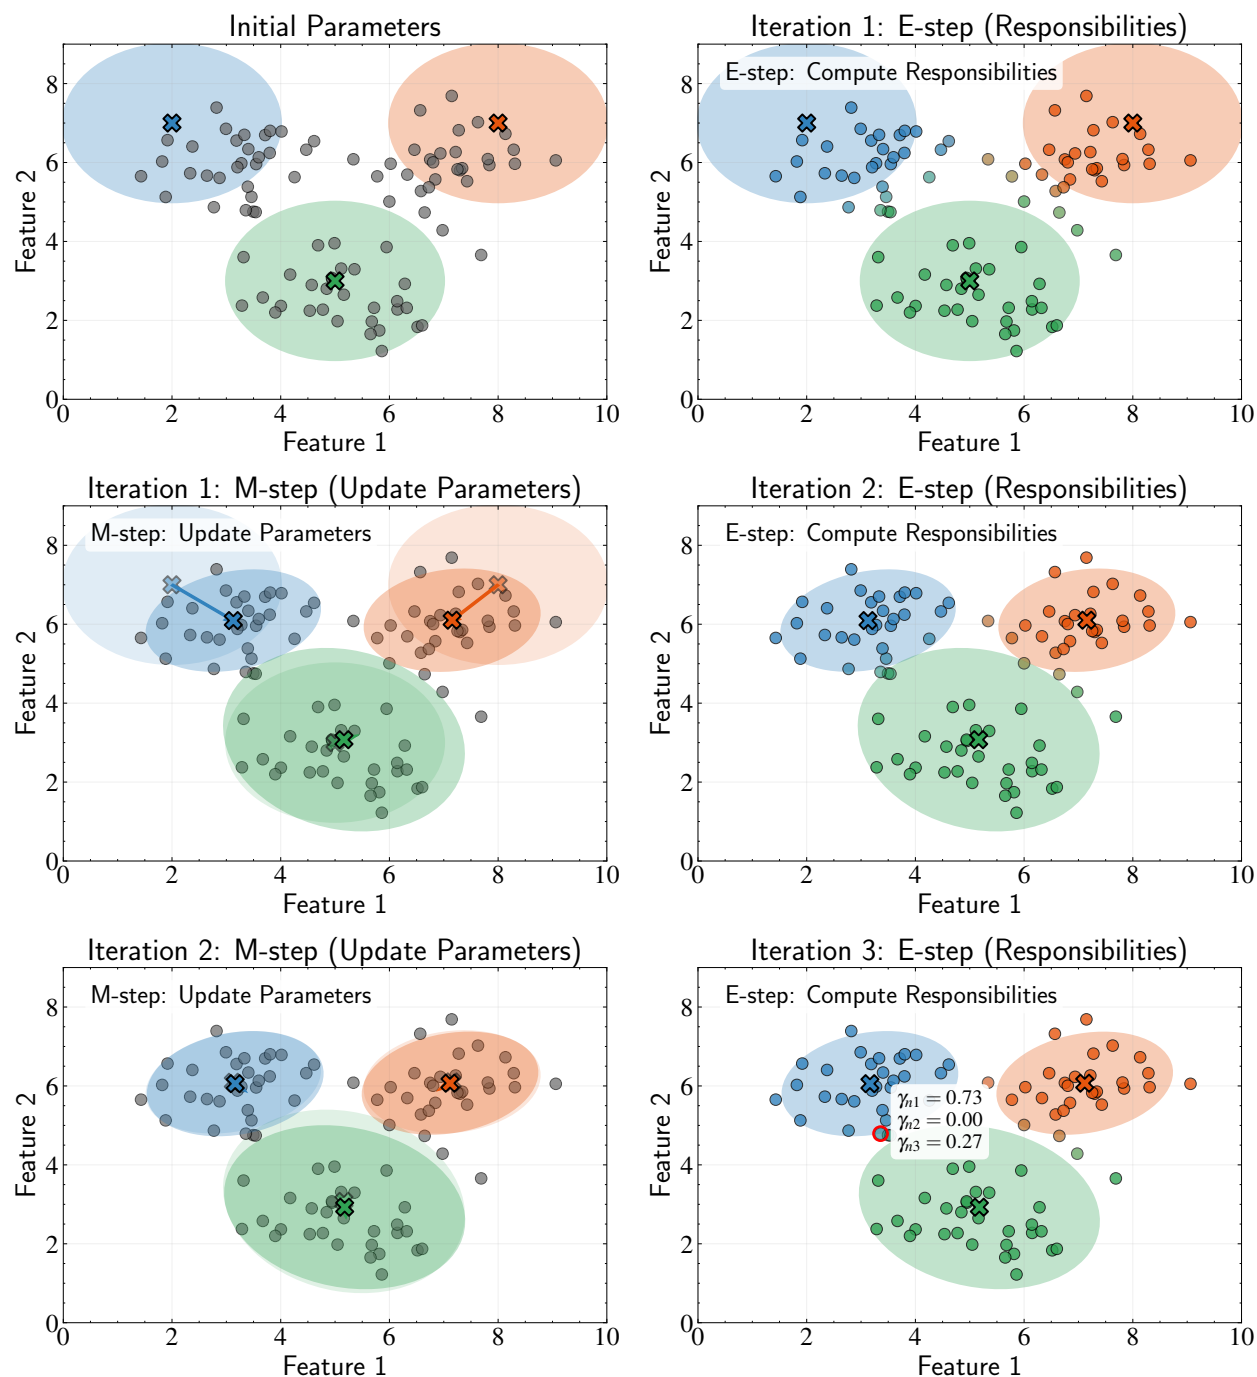 Initial Parameters
8
6
4
2
0
Feature 2
0 2 4 6 8 10
Feature 1
Iteration 1: E-step (Responsibilities)
E-step: Compute Responsibilities
8
6
4
2
0
Feature 2
0 2 4 6 8 10
Feature 1
Iteration 1: M-step (Update Parameters)
M-step: Update Parameters
8
6
4
2
0
Feature 2
0 2 4 6 8 10
Feature 1
Iteration 2: E-step (Responsibilities)
E-step: Compute Responsibilities
8
6
4
2
0
Feature 2
0 2 4 6 8 10
Feature 1
Iteration 2: M-step (Update Parameters)
M-step: Update Parameters
8
6
4
2
0
Feature 2
0 2 4 6 8 10
Feature 1
Iteration 3: E-step (Responsibilities)
E-step: Compute Responsibilities
γn1 = 0.73
γn2 = 0.00
γn3 = 0.27
8
6
4
2
0
Feature 2
0 2 4 6 8 10
Feature 1